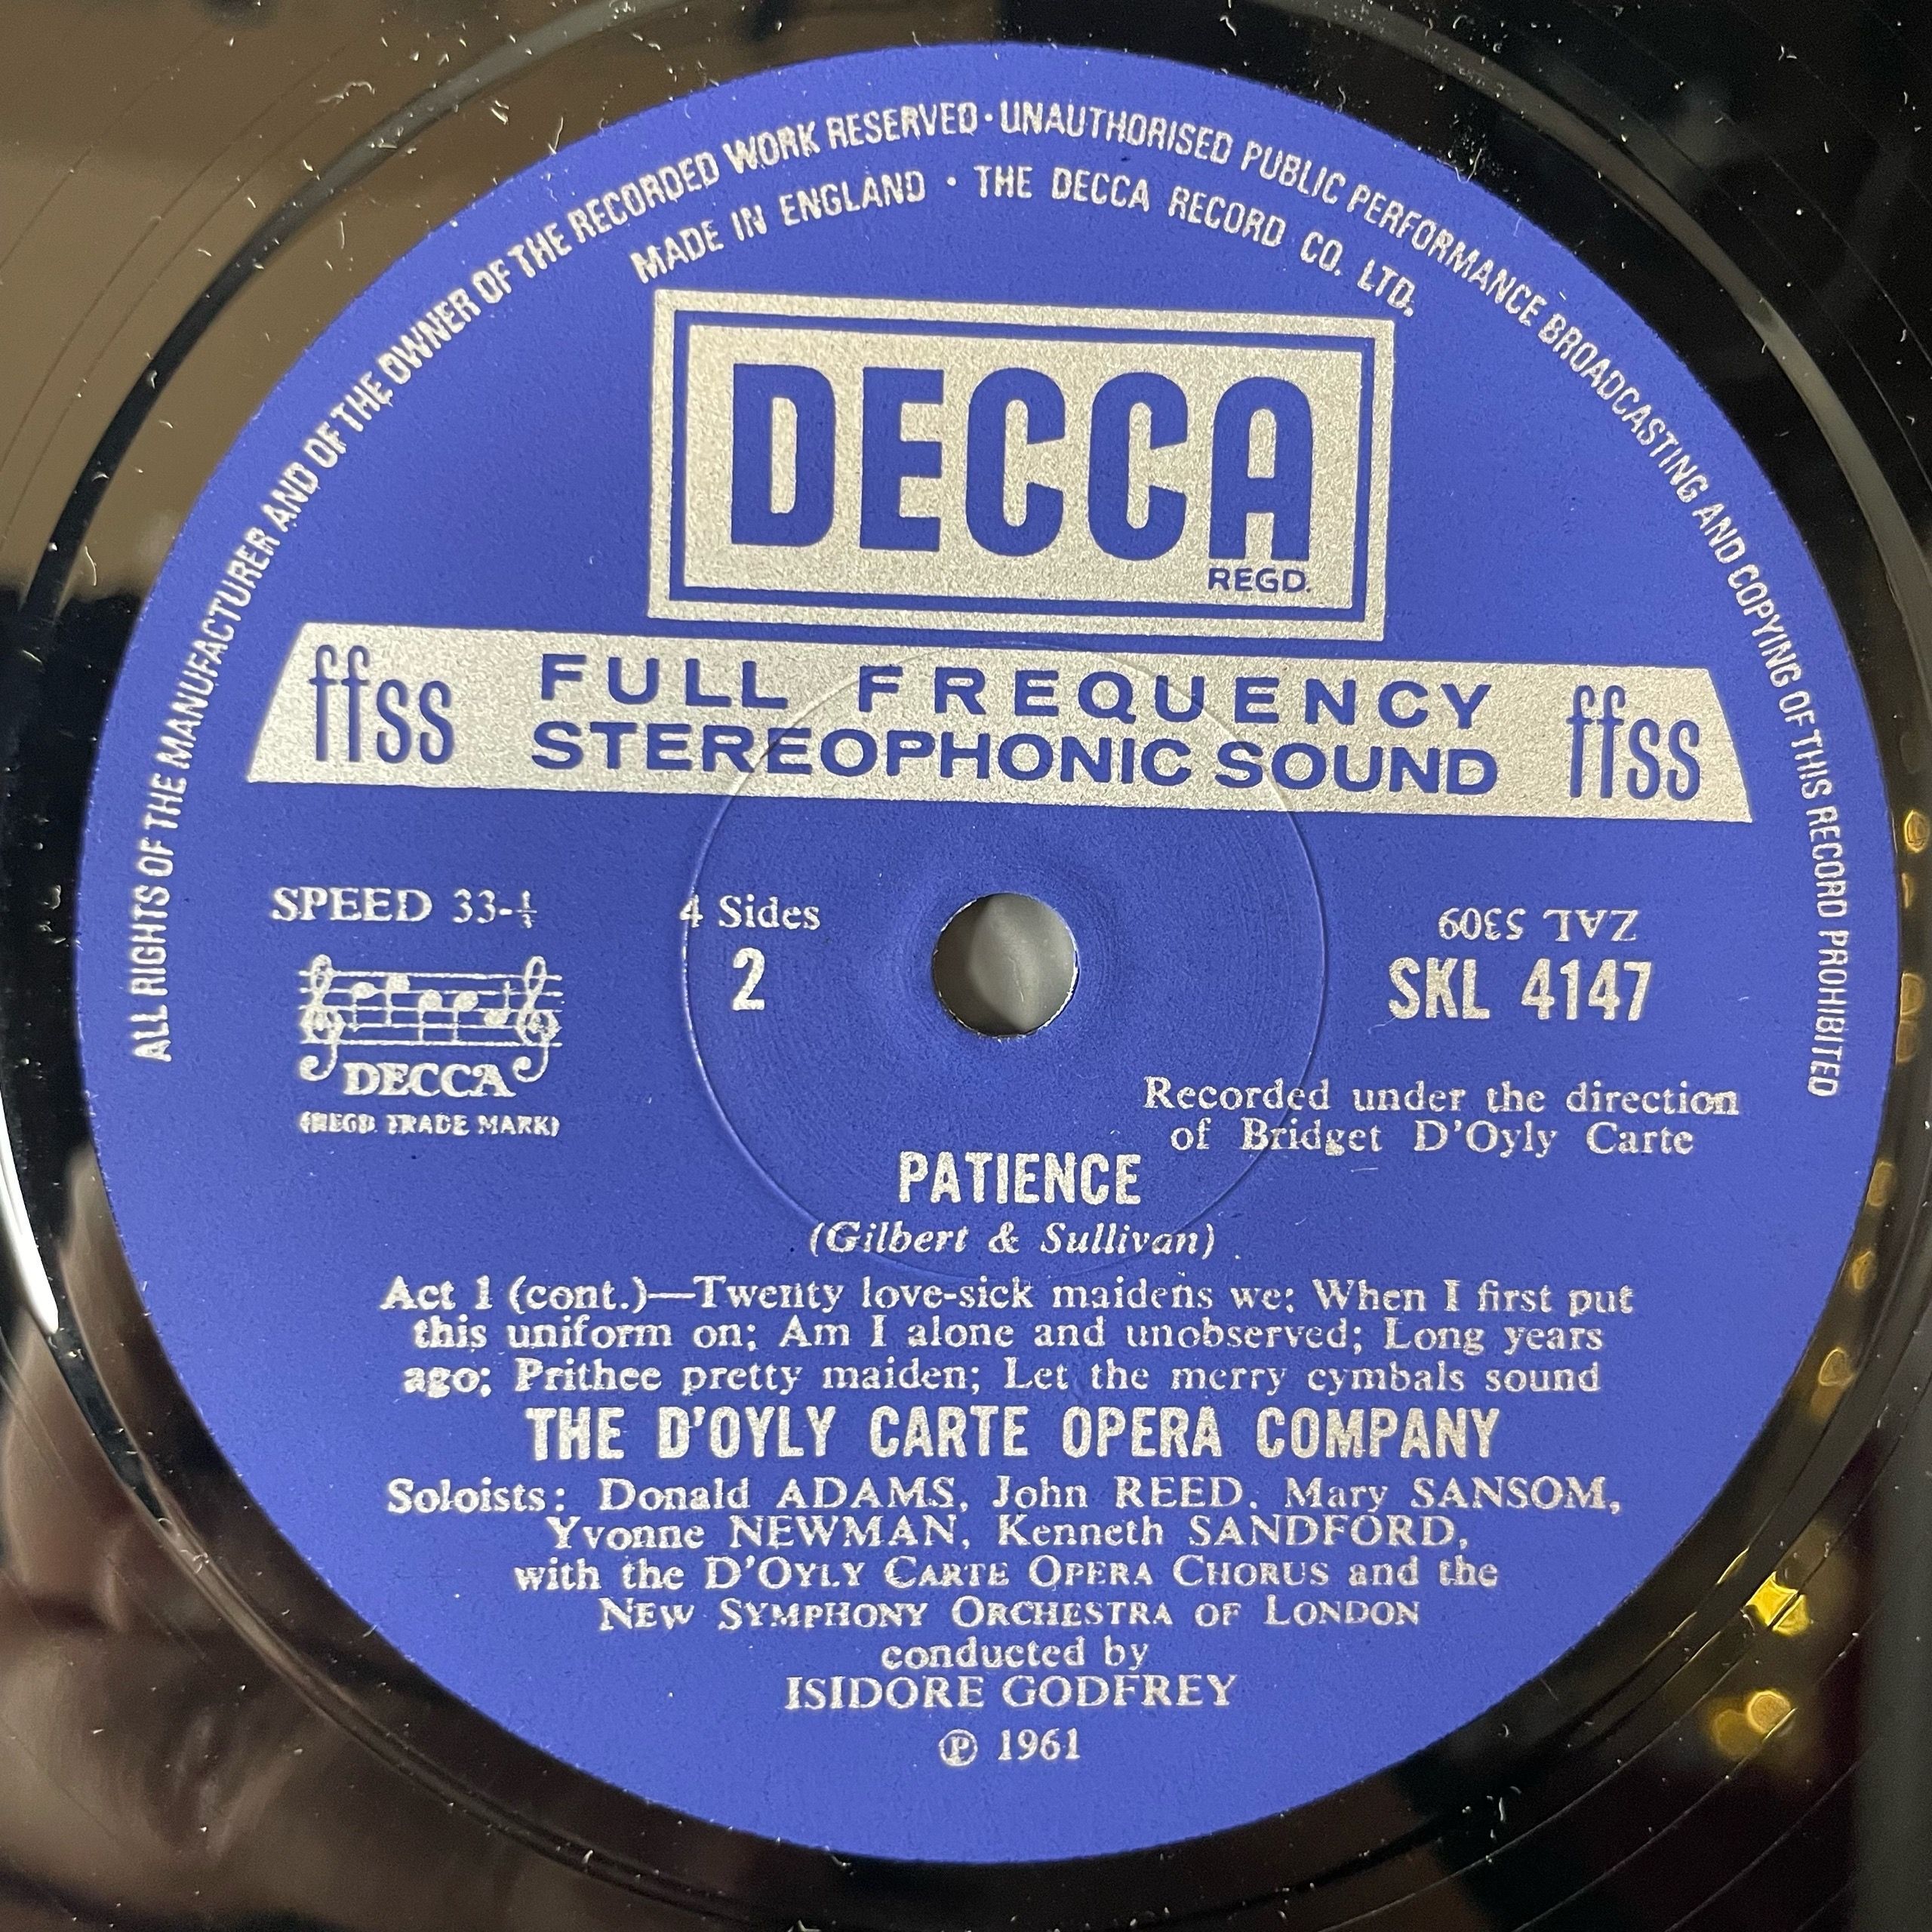 ALL RIGHTS OF THE MANUFACTURER AND OF THE OWNER OF THE RECORDED WORK RESERVED · UNAUTHORISED PUBLIC PERFORMANCE BROADCASTING AND COPYING OF THIS RECORD PROHIBITED
MADE IN ENGLAND · THE DECCA RECORD CO. LTD.
DECCA
REGD.
ffss FULL FREQUENCY STEREOPHONIC SOUND ffss
SPEED 33-⅓
4 Sides
2
ZAL 5309
SKL 4147
DECCA
(REGD. TRADE MARK)
Recorded under the direction
of Bridget D'Oyly Carte
PATIENCE
(Gilbert & Sullivan)
Act 1 (cont.)—Twenty love-sick maidens we; When I first put
this uniform on; Am I alone and unobserved; Long years
ago; Prithee pretty maiden; Let the merry cymbals sound
THE D'OYLY CARTE OPERA COMPANY
Soloists: Donald ADAMS, John REED, Mary SANSOM,
Yvonne NEWMAN, Kenneth SANDFORD,
with the D'OYLY CARTE OPERA CHORUS and the
NEW SYMPHONY ORCHESTRA OF LONDON
conducted by
ISIDORE GODFREY
℗ 1961